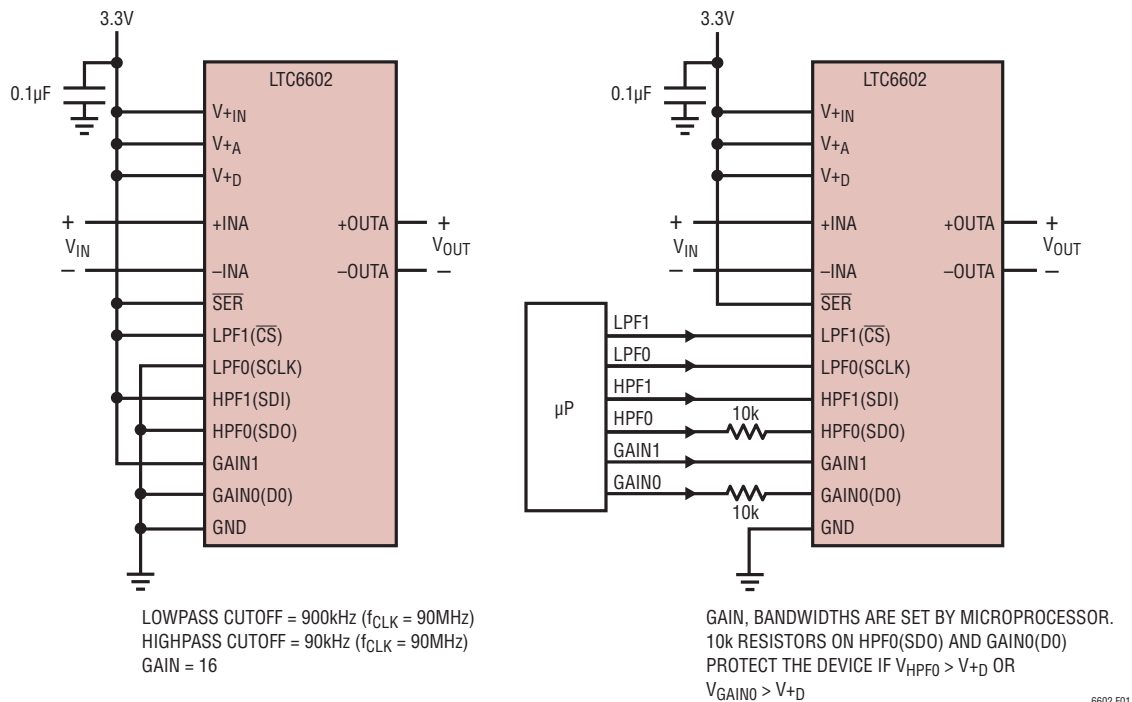 3.3V
LTC6602
0.1µF
V+IN
V+A
V+D
+
+INA
+OUTA
+
VIN
VOUT
–
–INA
–OUTA
–
SER
LPF1(CS)
LPF0(SCLK)
HPF1(SDI)
HPF0(SDO)
GAIN1
GAIN0(D0)
GND
LOWPASS CUTOFF = 900kHz (fCLK = 90MHz)
HIGHPASS CUTOFF = 90kHz (fCLK = 90MHz)
GAIN = 16
3.3V
LTC6602
0.1µF
V+IN
V+A
V+D
+
+INA
+OUTA
+
VIN
VOUT
–
–INA
–OUTA
–
SER
µP
LPF1
LPF1(CS)
LPF0
LPF0(SCLK)
HPF1
HPF1(SDI)
HPF0
10k
HPF0(SDO)
GAIN1
GAIN1
GAIN0
10k
GAIN0(D0)
GND
GAIN, BANDWIDTHS ARE SET BY MICROPROCESSOR.
10k RESISTORS ON HPF0(SDO) AND GAIN0(D0)
PROTECT THE DEVICE IF VHPF0 > V+D OR
VGAIN0 > V+D
6602 F01